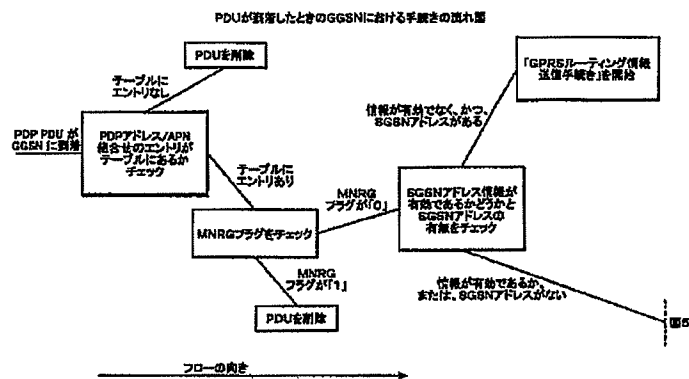 PDUが到着したときのGGSNにおける手続きの流れ図
PDUを削除
テーブルに
エントリなし
PDP PDU が
GGSN に到着
PDPアドレス/APN
組合せのエントリが
テーブルにあるか
チェック
テーブルに
エントリあり
MNRGフラグをチェック
MNRG
フラグが「1」
PDUを削除
MNRG
フラグが「0」
SGSNアドレス情報が
有効であるかどうかと
SGSNアドレスの
有無をチェック
情報が有効でなく、かつ、
SGSNアドレスがある
「GPRSルーティング情報
送信手続き」を開始
情報が有効であるか、
または、SGSNアドレスがない
図5
フローの向き